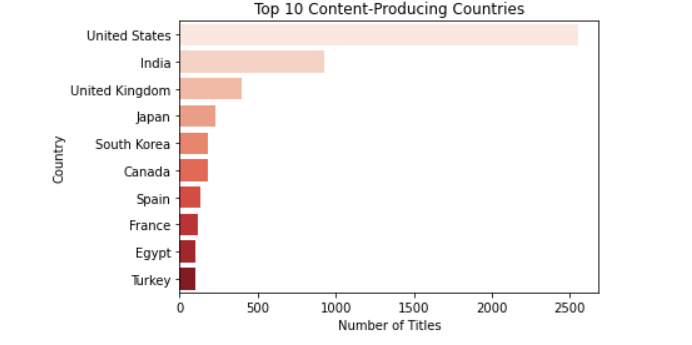 Top 10 Content-Producing Countries
Country
United States
India
United Kingdom
Japan
South Korea
Canada
Spain
France
Egypt
Turkey
0 500 1000 1500 2000 2500
Number of Titles